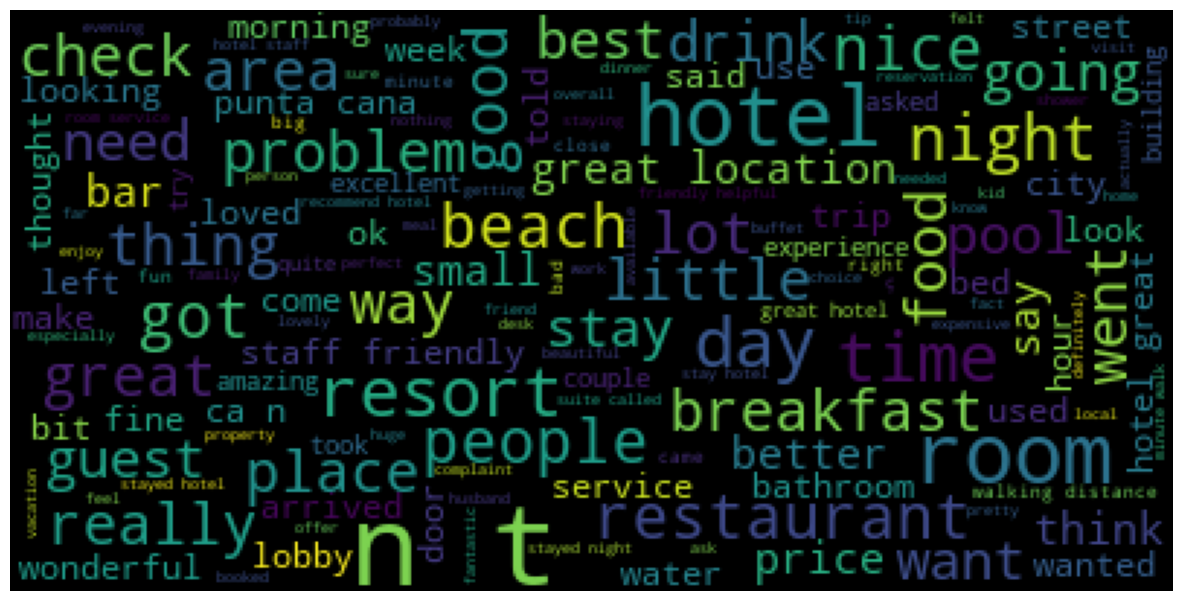 evening
probably
tip
felt
check
morning
hotel staff
week
good
best
drink
nice
street
area
sure
minute
dinner
said
use
reservation
going
visit
looking
punta cana
told
overall
hotel
asked
shower
building
room service
big
nothing
staying
thought
need
problem
close
night
actually
person
great location
needed
bar
try
excellent
getting
friendly helpful
kid
city
home
recommend hotel
far
loved
meal
beach
lot
buffet
trip
food
know
pool
look
thing
ok
experience
enjoy
quite
perfect
small
bad
work
available
little
choice
right
bed
left
fun
family
come
way
friend
great hotel
fact
say
went
great
make
got
lovely
desk
stay
day
time
expensive
hour
definitely
especially
staff friendly
beautiful
stay hotel
great
amazing
resort
couple
suite called
breakfast
used
local
hotel
minute walk
bit
fine
ca n
property
took
huge
people
came
better
room
guest
place
complaint
service
bathroom
walking distance
vacation
stayed hotel
feel
arrived
door
husband
restaurant
pretty
think
really
offer
n t
fantastic
stayed night
ask
wonderful
booked
lobby
water
price
want
wanted